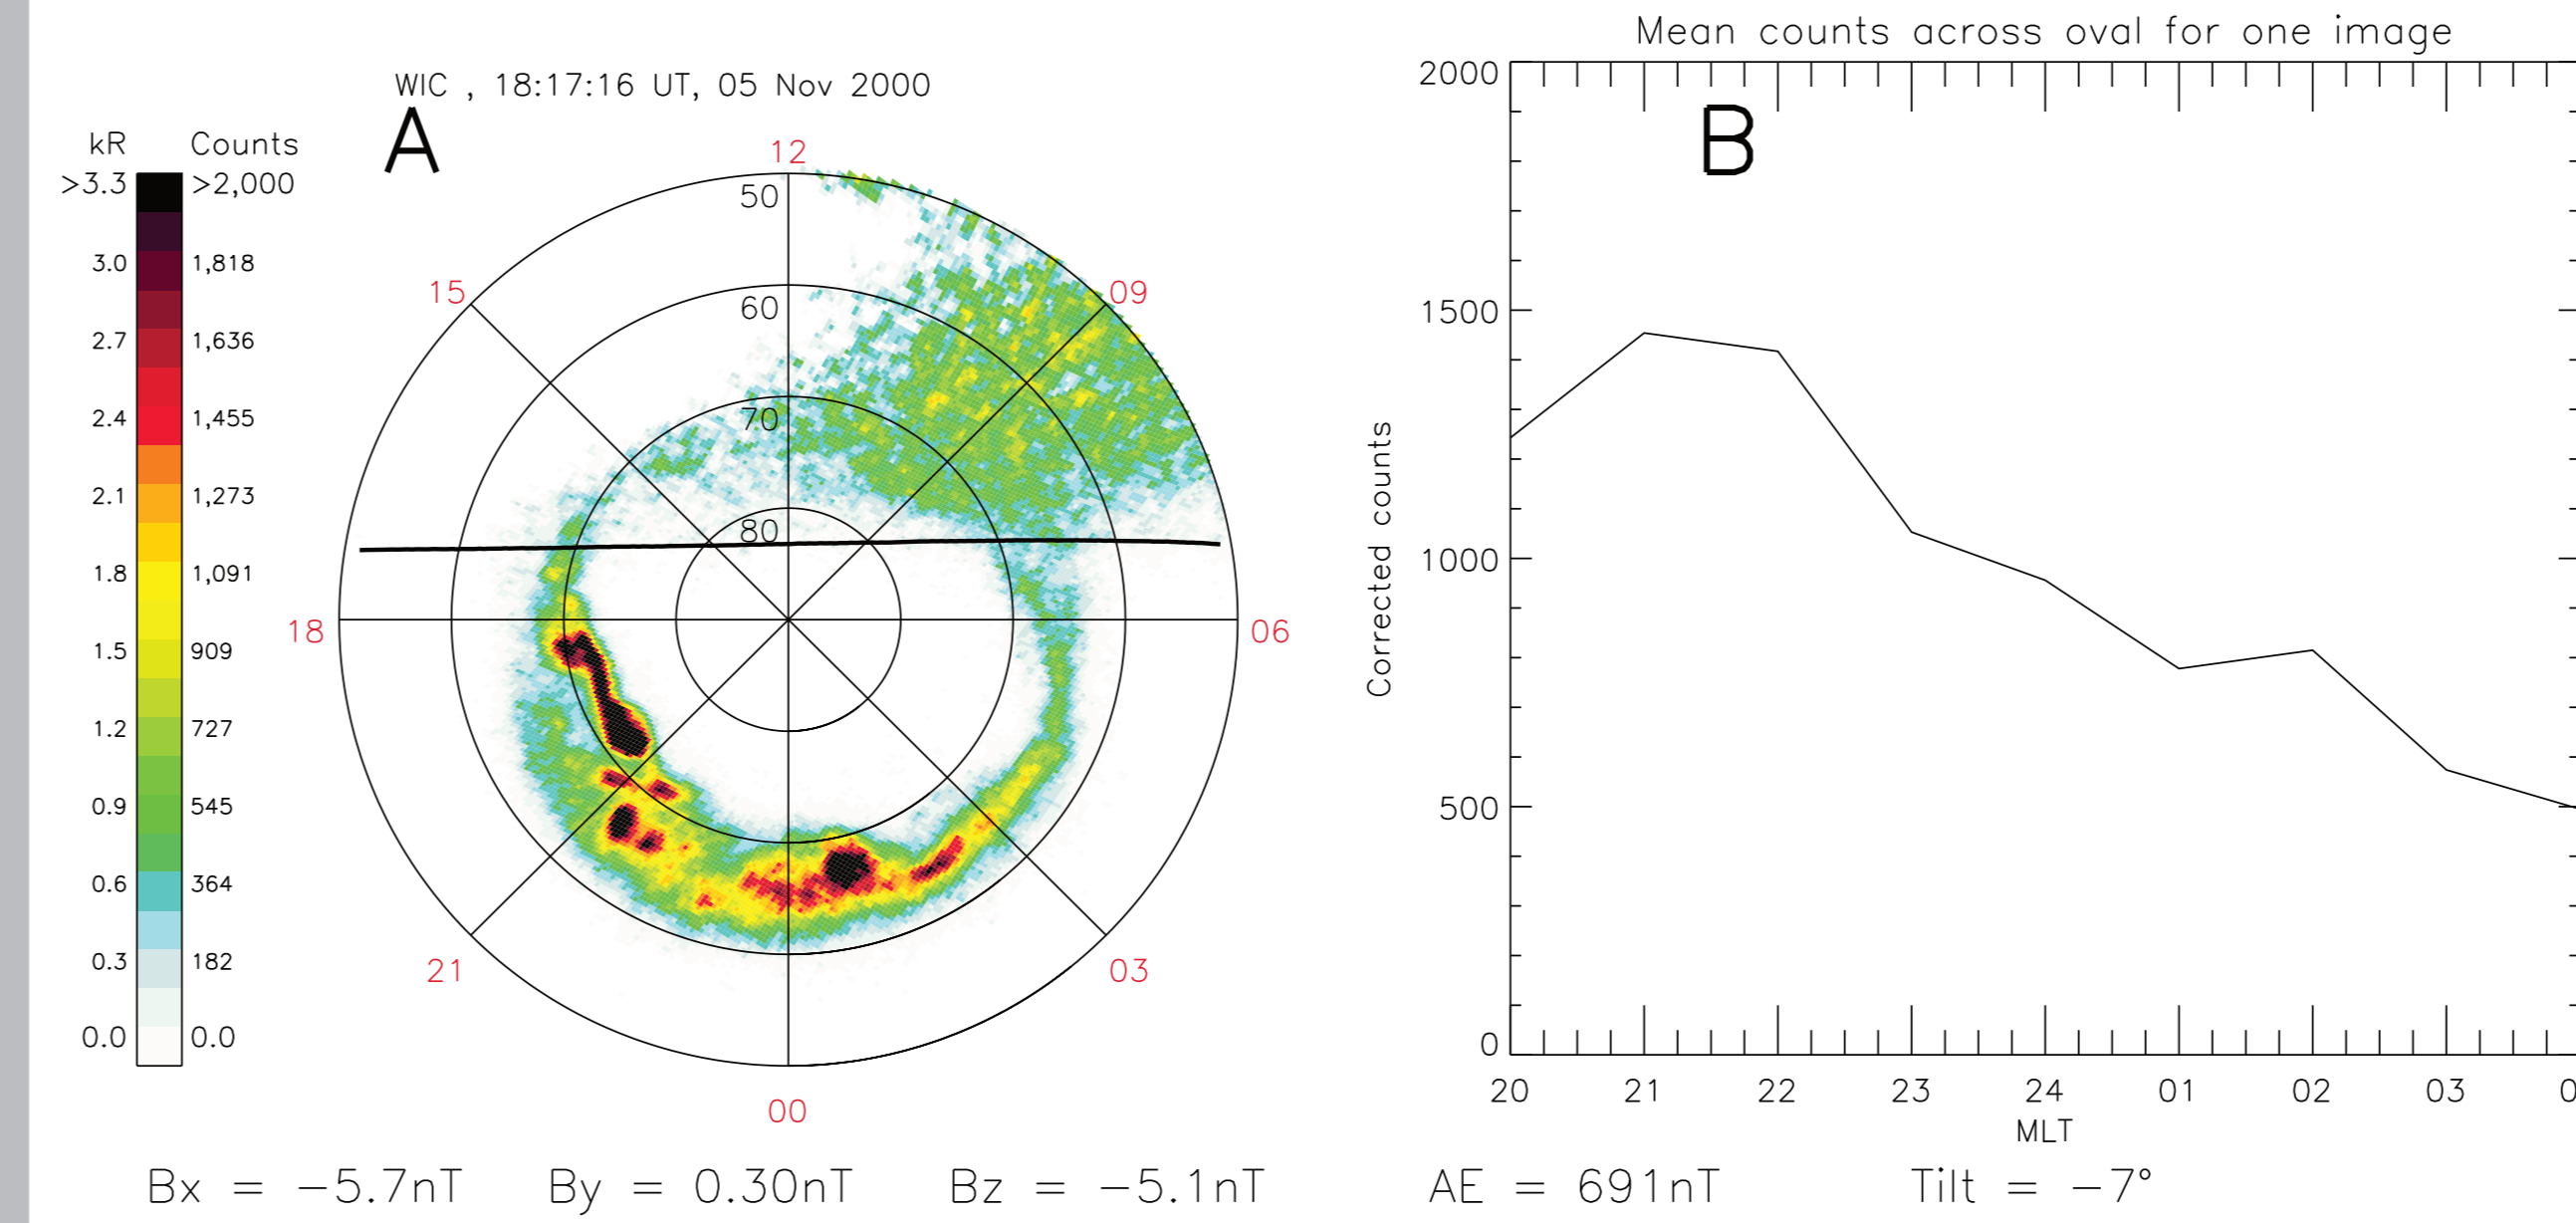 WIC , 18:17:16 UT, 05 Nov 2000
A
kR Counts
>3.3 >2,000
3.0 1,818
2.7 1,636
2.4 1,455
2.1 1,273
1.8 1,091
1.5 909
1.2 727
0.9 545
0.6 364
0.3 182
0.0 0.0
12
50
15 09
60
70
80
18 06
21 03
00
Mean counts across oval for one image
B
Corrected counts
2000
1500
1000
500
0
20 21 22 23 24 01 02 03
MLT
Bx = −5.7nT By = 0.30nT Bz = −5.1nT AE = 691nT Tilt = −7°